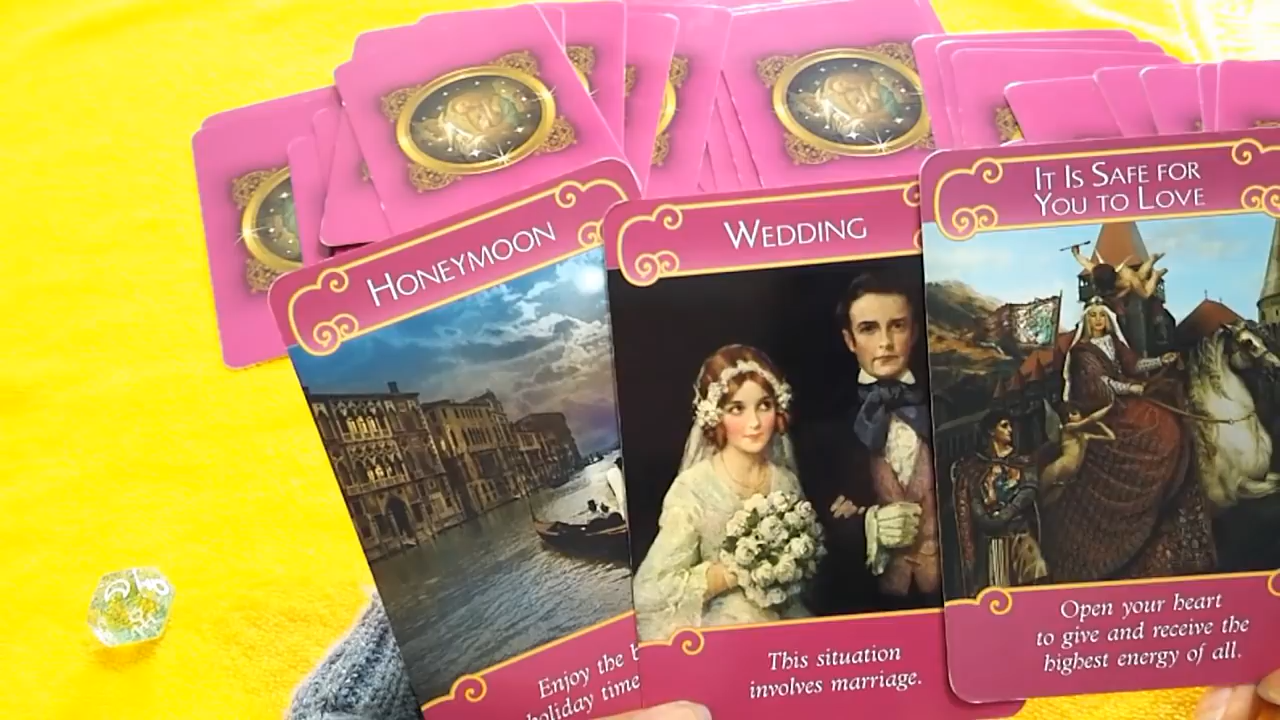 HONEYMOON
Enjoy the
holiday time
WEDDING
This situation
involves marriage.
IT IS SAFE FOR
YOU TO LOVE
Open your heart
to give and receive the
highest energy of all.